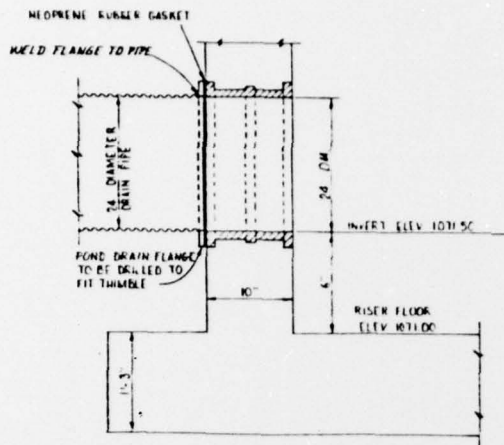 NEOPRENE RUBBER GASKET
WELD FLANGE TO PIPE
24 DIAMETER
DRAIN PIPE
24 DIA
INVERT ELEV. 1071.50
POND DRAIN FLANGE
TO BE DRILLED TO
FIT THIMBLE
10"
6"
RISER FLOOR
ELEV 1071.00
1'-3"